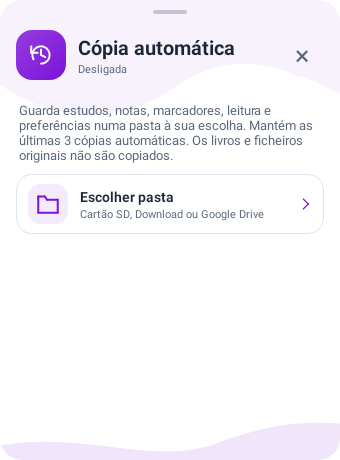 Cópia automática
Desligada
Guarda estudos, notas, marcadores, leitura e
preferências numa pasta à sua escolha. Mantém as
últimas 3 cópias automáticas. Os livros e ficheiros
originais não são copiados.
Escolher pasta
Cartão SD, Download ou Google Drive